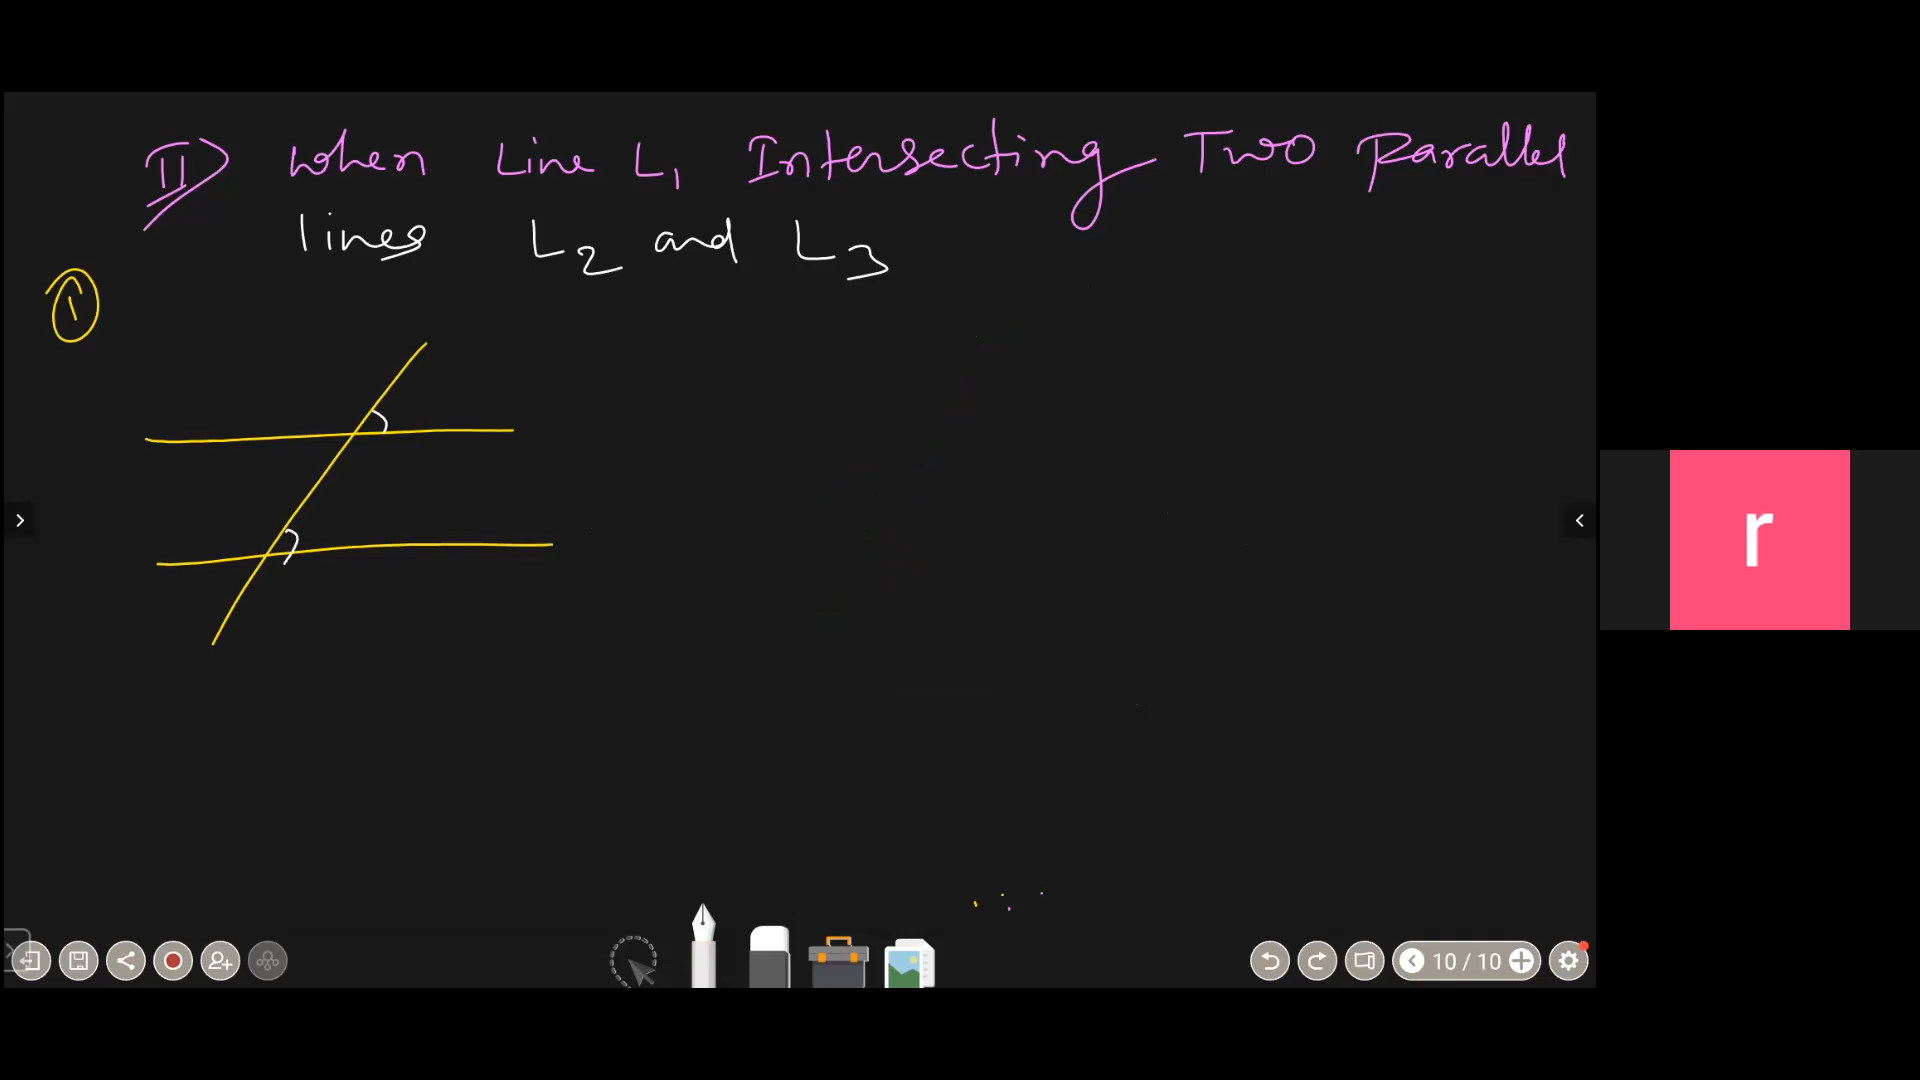 II) when Line L₁ Intersecting Two Parallel
lines L₂ and L₃
1
r
10 / 10